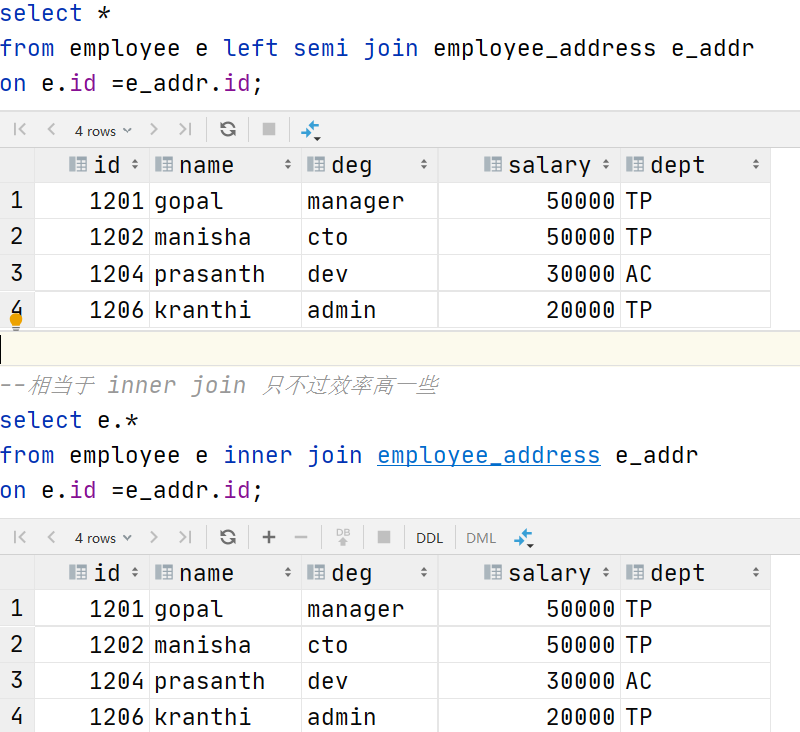 select *
from employee e left semi join employee_address e_addr
on e.id =e_addr.id;
4 rows
id name deg salary dept
1 1201 gopal manager 50000 TP
2 1202 manisha cto 50000 TP
3 1204 prasanth dev 30000 AC
4 1206 kranthi admin 20000 TP
--相当于 inner join 只不过效率高一些
select e.*
from employee e inner join employee_address e_addr
on e.id =e_addr.id;
4 rows DB DDL DML
id name deg salary dept
1 1201 gopal manager 50000 TP
2 1202 manisha cto 50000 TP
3 1204 prasanth dev 30000 AC
4 1206 kranthi admin 20000 TP